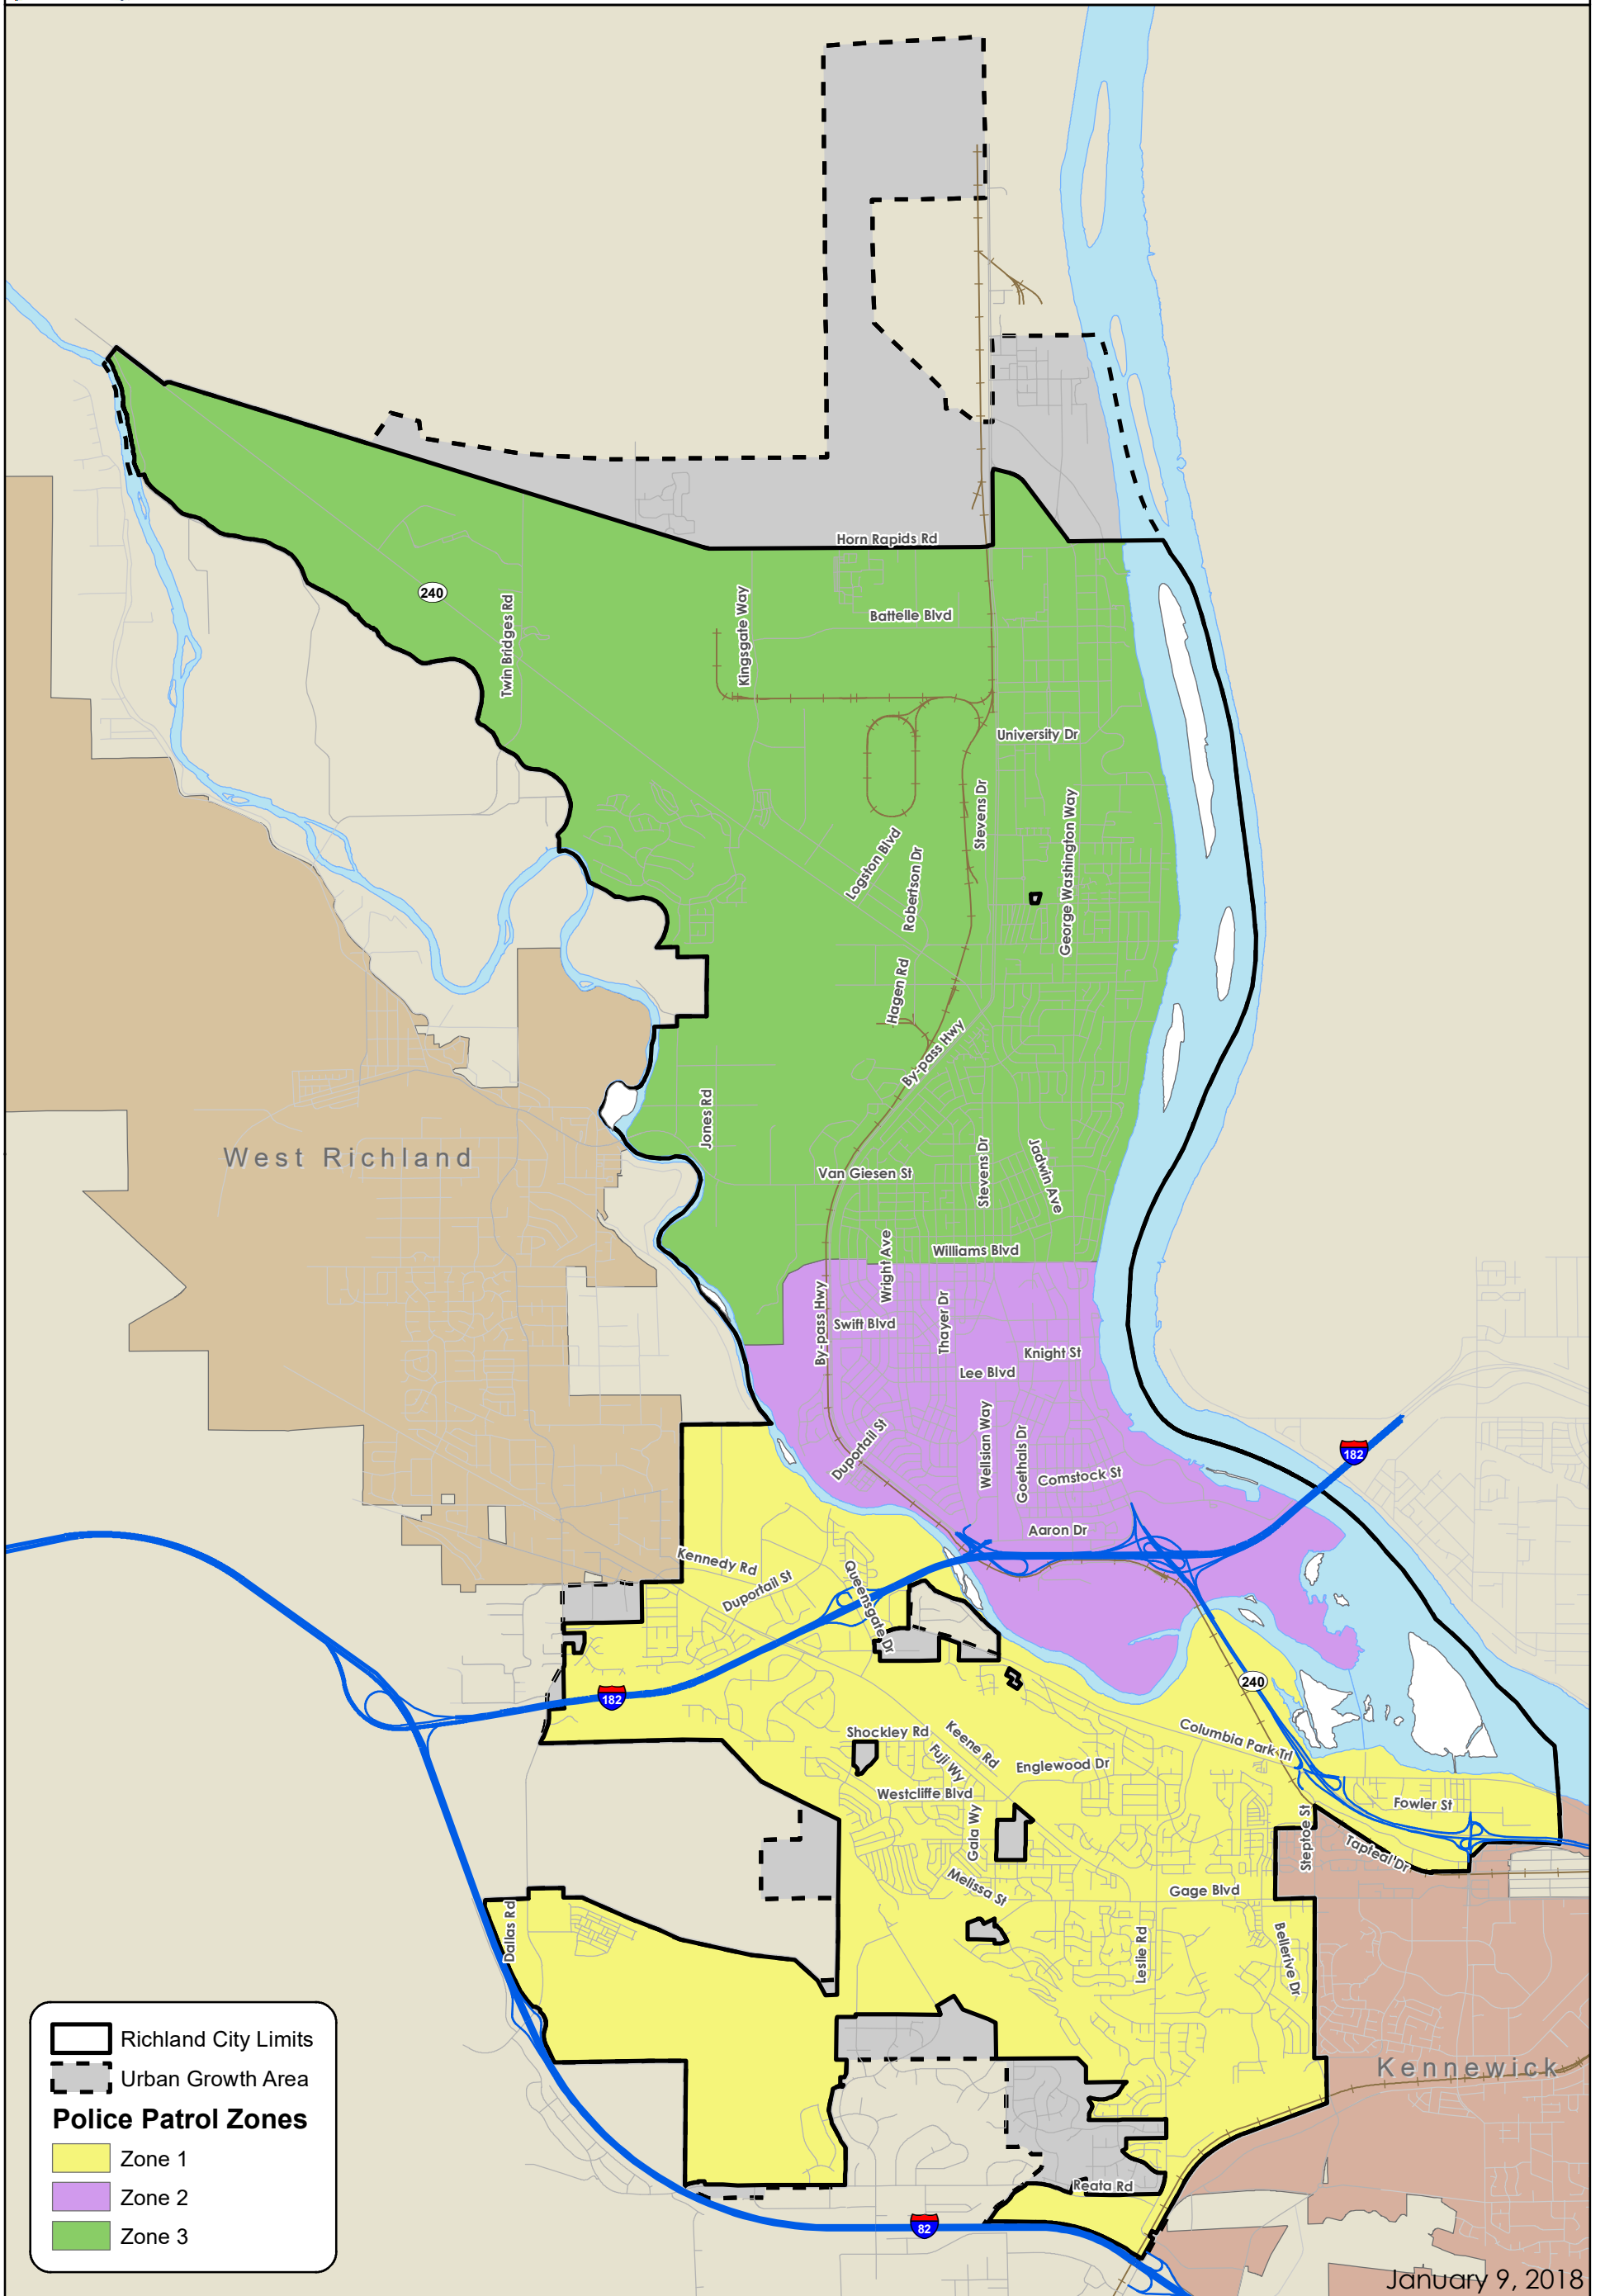 Horn Rapids Rd
240
Twin Bridges Rd
Kingsgate Way
Battelle Blvd
University Dr
Stevens Dr
George Washington Way
Logston Blvd
Robertson Dr
Hagen Rd
By-pass Hwy
Jones Rd
West Richland
Van Giesen St
Stevens Dr
Jadwin Ave
Williams Blvd
Wright Ave
By-pass Hwy
Swift Blvd
Thayer Dr
Knight St
Lee Blvd
Duportail St
Wellsian Way
Goethals Dr
Comstock St
182
Aaron Dr
Kennedy Rd
Duportail St
Queensgate Dr
182
240
Shockley Rd
Keene Rd
Fuji Wy
Columbia Park Trl
Englewood Dr
Westcliffe Blvd
Gala Wy
Fowler St
Steptoe St
Tapteal Dr
Melissa St
Gage Blvd
Dallas Rd
Leslie Rd
Bellerive Dr
Kennewick
Reata Rd
82
Richland City Limits
Urban Growth Area
Police Patrol Zones
Zone 1
Zone 2
Zone 3
January 9, 2018